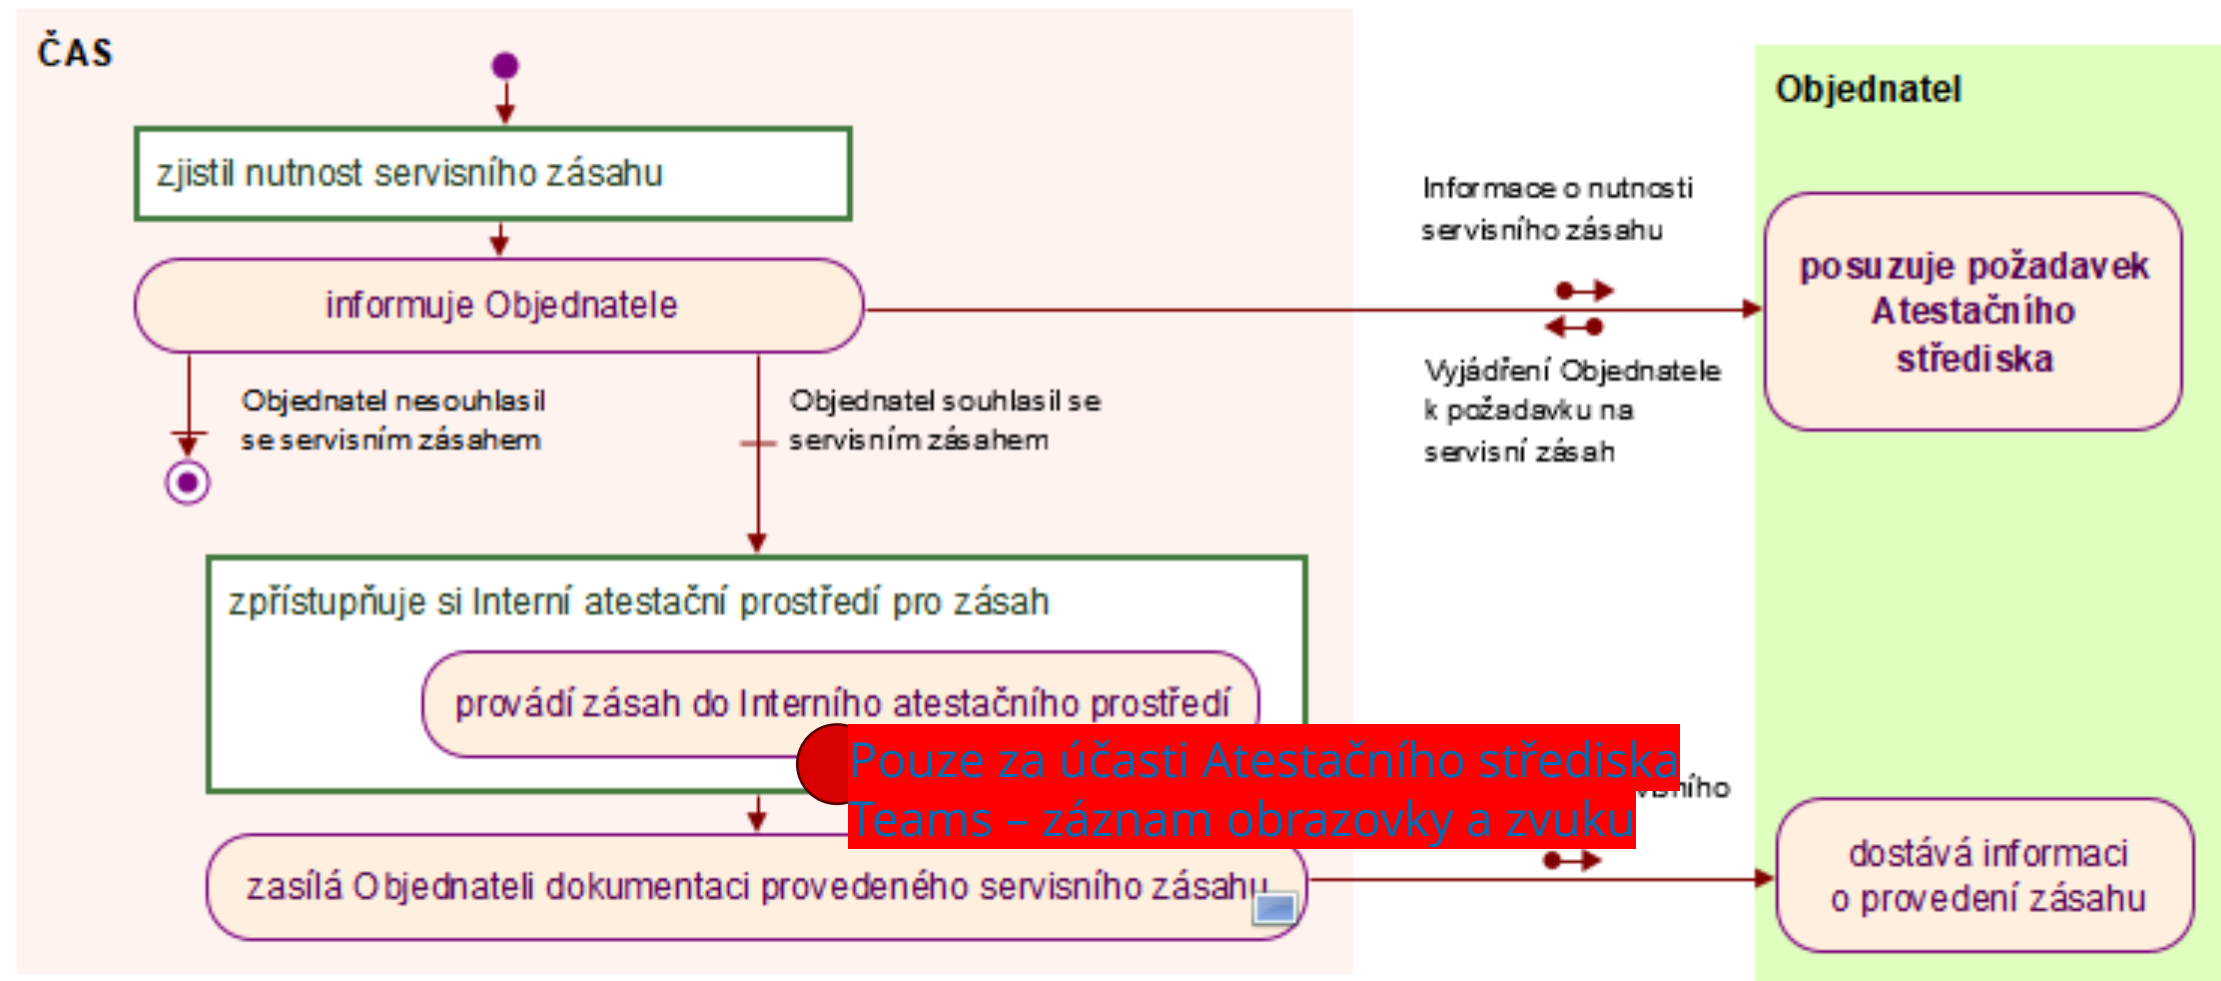 ČAS
zjistil nutnost servisního zásahu
informuje Objednatele
Objednatel nesouhlasil
se servisním zásahem
Objednatel souhlasil se
servisním zásahem
Informace o nutnosti
servisního zásahu
Vyjádření Objednatele
k požadavku na
servisní zásah
Objednatel
posuzuje požadavek
Atestačního
střediska
zpřístupňuje si Interní atestační prostředí pro zásah
provádí zásah do Interního atestačního prostředí
Pouze za účasti Atestačního střediska
Teams – záznam obrazovky a zvuku
zasílá Objednateli dokumentaci provedeného servisního zásahu
dostává informaci
o provedení zásahu